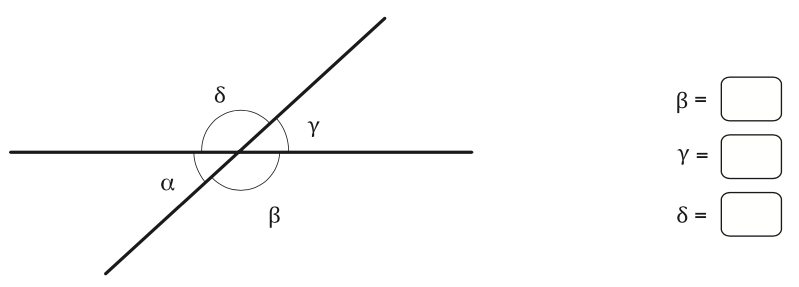 δ
γ
α
β
β =
γ =
δ =